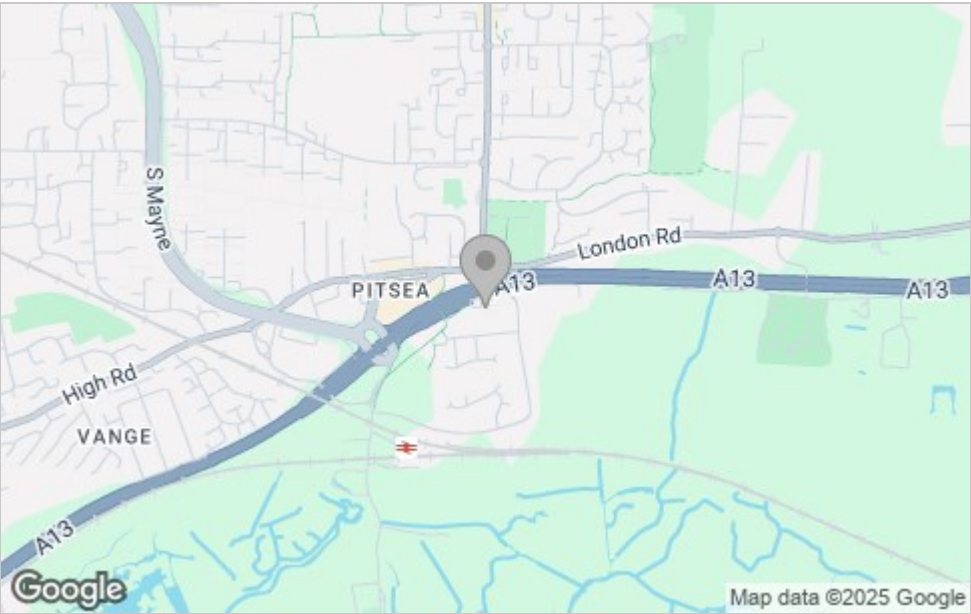 S Mayne
London Rd
A13
A13
A13
PITSEA
High Rd
VANGE
A13
Google
Map data ©2025 Google